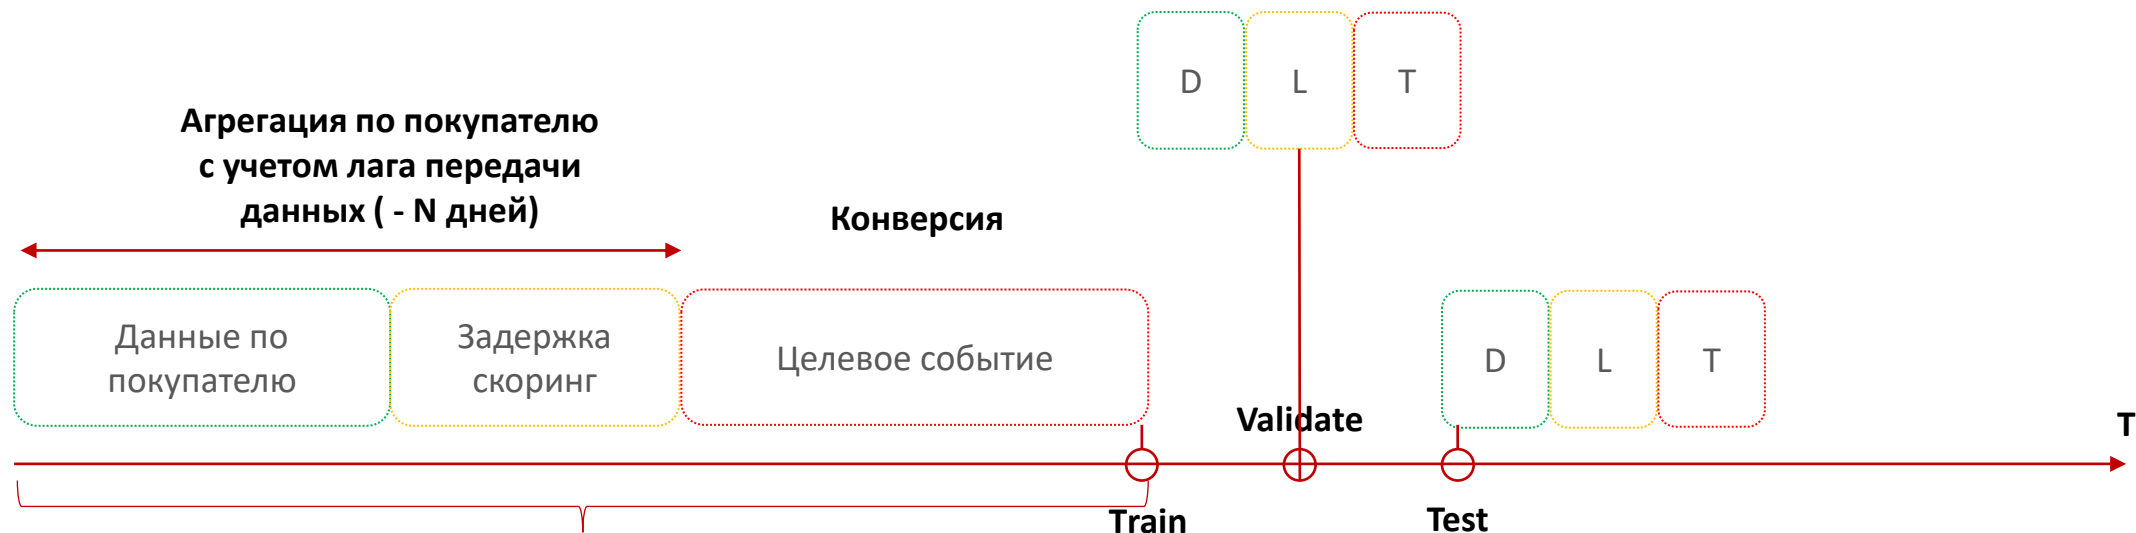 D
L
T
Агрегация по покупателю
с учетом лага передачи
данных ( - N дней)
Конверсия
Данные по
покупателю
Задержка
скоринг
Целевое событие
D
L
T
Validate
T
Train
Test